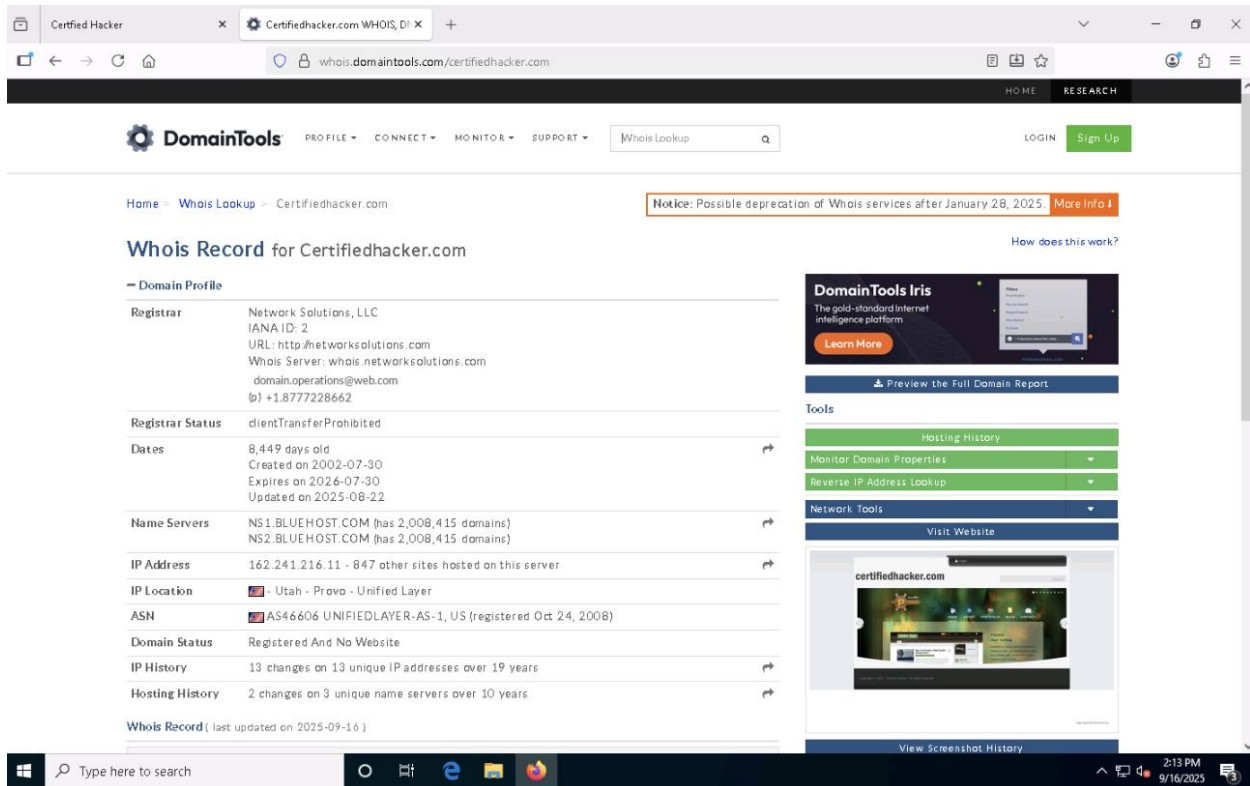 Certfied Hacker
Certifiedhacker.com WHOIS, DN
whois.domaintools.com/certifiedhacker.com
HOME RESEARCH
DomainTools PROFILE CONNECT MONITOR SUPPORT Whois Lookup LOGIN Sign Up
Home > Whois Lookup > Certifiedhacker.com
Notice: Possible deprecation of Whois services after January 28, 2025. More Info
Whois Record for Certifiedhacker.com
How does this work?
Domain Profile
Registrar Network Solutions, LLC
IANA ID: 2
URL: http://networksolutions.com
Whois Server: whois.networksolutions.com
domain.operations@web.com
(p) +1.8777228662
Registrar Status clientTransferProhibited
Dates 8,449 days old
Created on 2002-07-30
Expires on 2026-07-30
Updated on 2025-08-22
Name Servers NS1.BLUEHOST.COM (has 2,008,415 domains)
NS2.BLUEHOST.COM (has 2,008,415 domains)
IP Address 162.241.216.11 - 847 other sites hosted on this server
IP Location - Utah - Provo - Unified Layer
ASN AS46606 UNIFIEDLAYER-AS-1, US (registered Oct 24, 2008)
Domain Status Registered And No Website
IP History 13 changes on 13 unique IP addresses over 19 years
Hosting History 2 changes on 3 unique name servers over 10 years
Whois Record ( last updated on 2025-09-16 )
DomainTools Iris
The gold-standard Internet
intelligence platform
Learn More
Preview the Full Domain Report
Tools
Hosting History
Monitor Domain Properties
Reverse IP Address Lookup
Network Tools
Visit Website
certifiedhacker.com
View Screenshot History
Type here to search
2:13 PM
9/16/2025
3